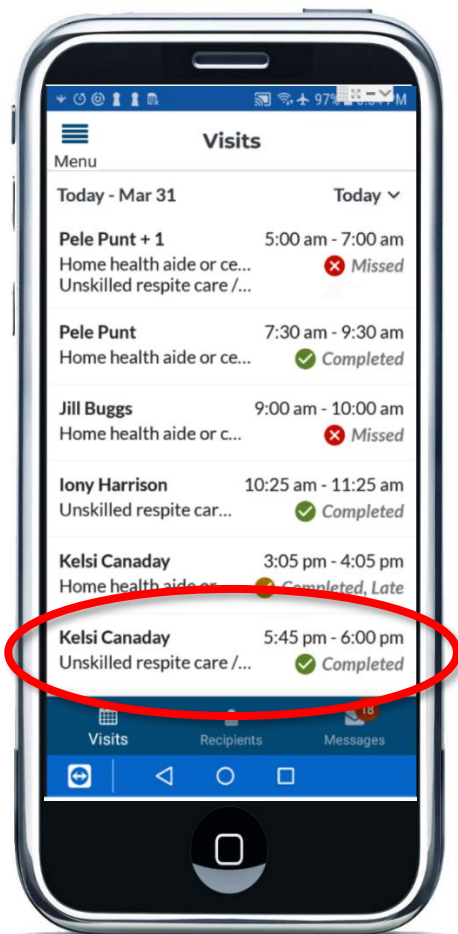 97%
M
Menu
Visits
Today - Mar 31 Today
Pele Punt + 1 5:00 am - 7:00 am
Home health aide or ce... Missed
Unskilled respite care /...
Pele Punt 7:30 am - 9:30 am
Home health aide or ce... Completed
Jill Buggs 9:00 am - 10:00 am
Home health aide or c... Missed
Iony Harrison 10:25 am - 11:25 am
Unskilled respite car... Completed
Kelsi Canaday 3:05 pm - 4:05 pm
Home health aide or Completed, Late
Kelsi Canaday 5:45 pm - 6:00 pm
Unskilled respite care /... Completed
18
Visits Recipients Messages